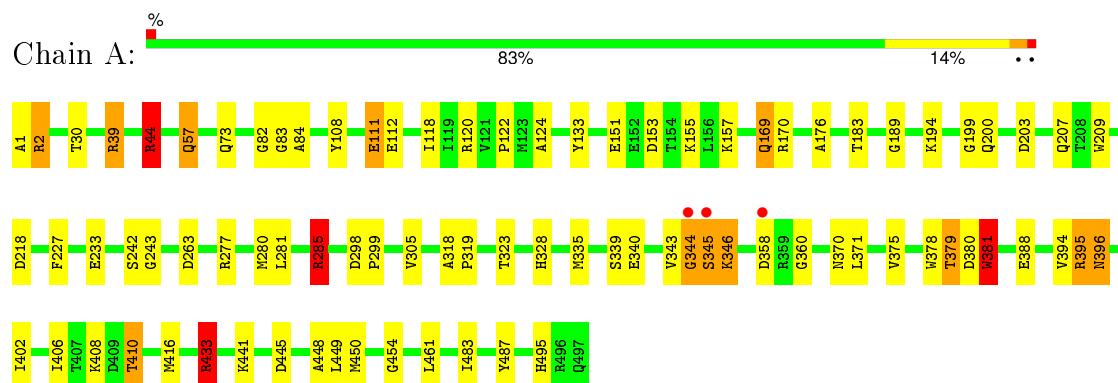 %
Chain A:
83% 14% • •
A1 R2 T30 R39 R44 Q57 Q73 G82 G83 A84 Y108 E111 E112 I118 I119 R120 V121 P122 M123 A124 Y133 E151 E152 D153 T154 K155 L156 K157 Q169 R170 A176 T183 G189 K194 G199 Q200 D203 Q207 T208 W209
D218 F227 E233 S242 G243 D263 R277 M280 L281 R285 D298 P299 V305 A318 P319 T323 H328 M335 S339 E340 V343 G344 S345 K346 D358 R359 G360 N370 L371 V375 W378 T379 D380 W381 E388 V394 R395 N396
I402 I406 T407 K408 D409 T410 M416 R433 K441 D445 A448 L449 M450 G454 L461 I483 Y487 H495 R496 Q497